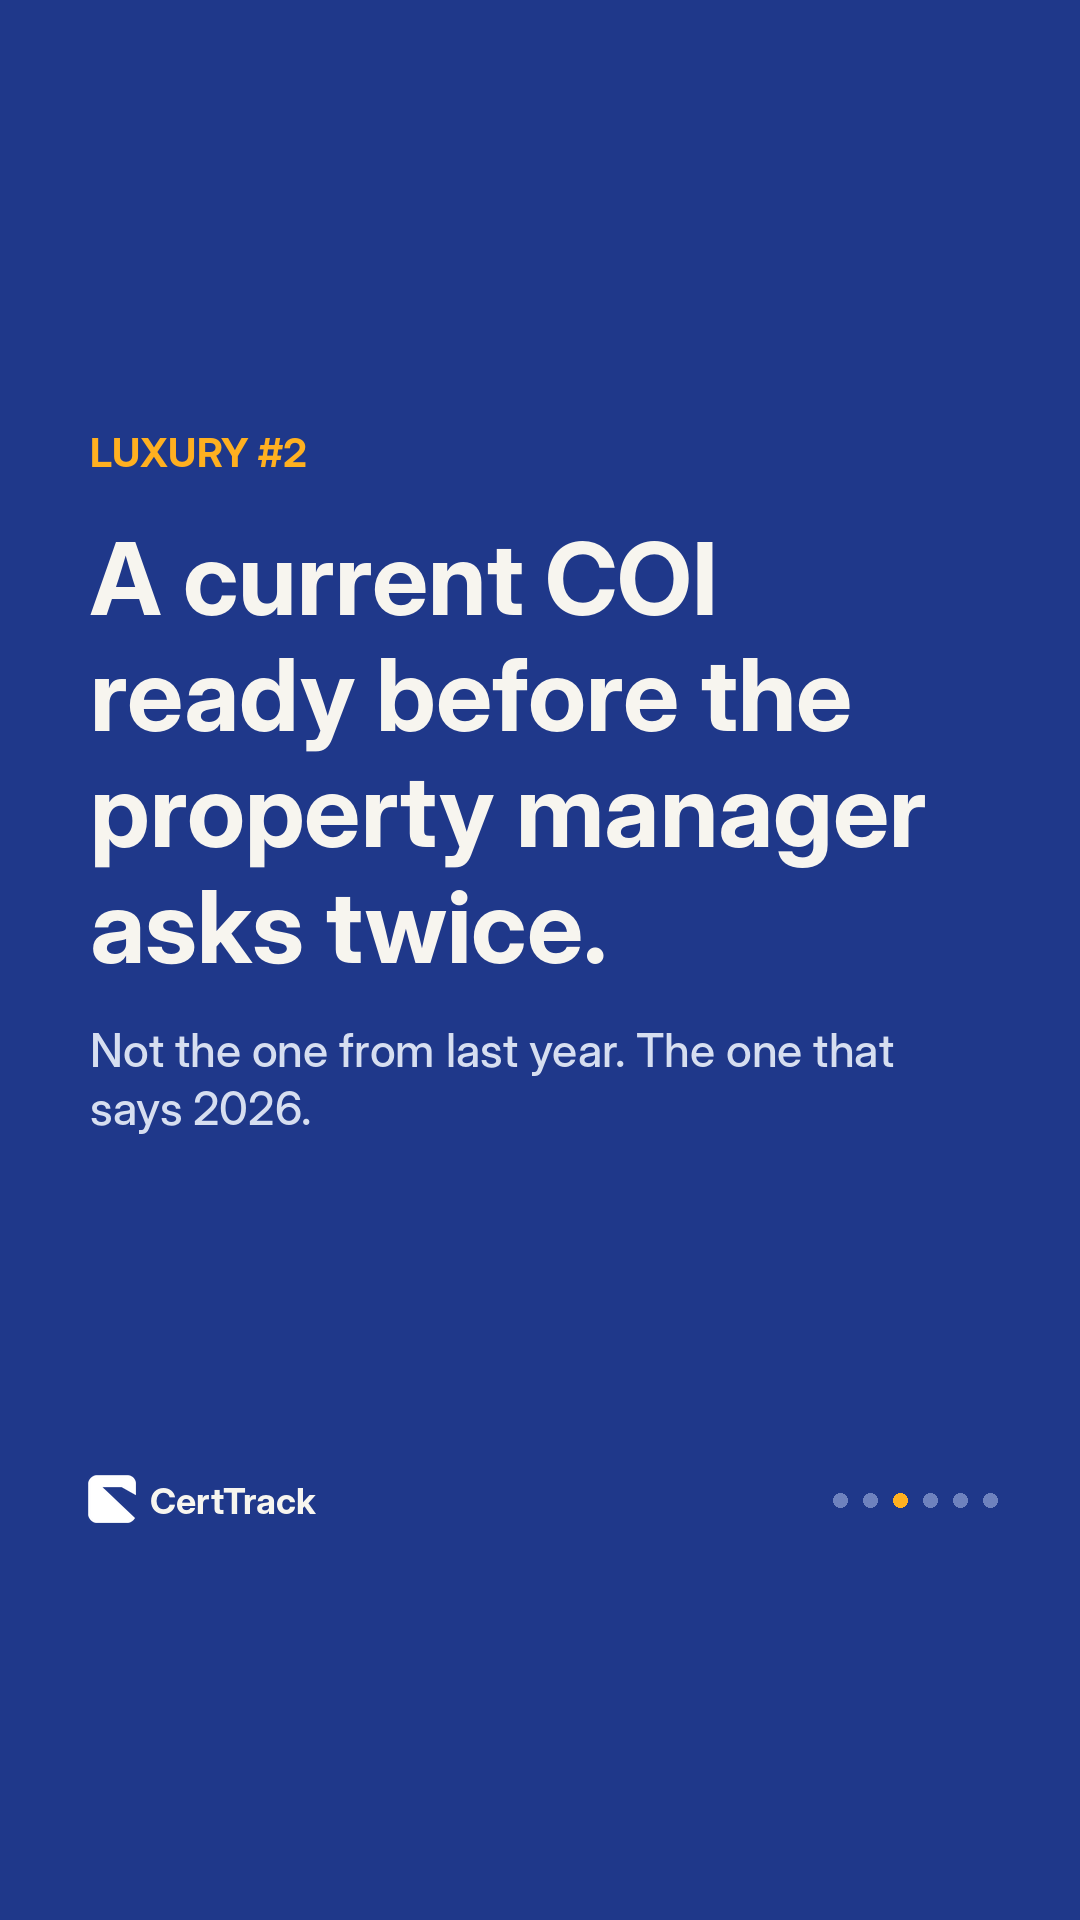 LUXURY #2
A current COI
ready before the
property manager
asks twice.
Not the one from last year. The one that
says 2026.
CertTrack